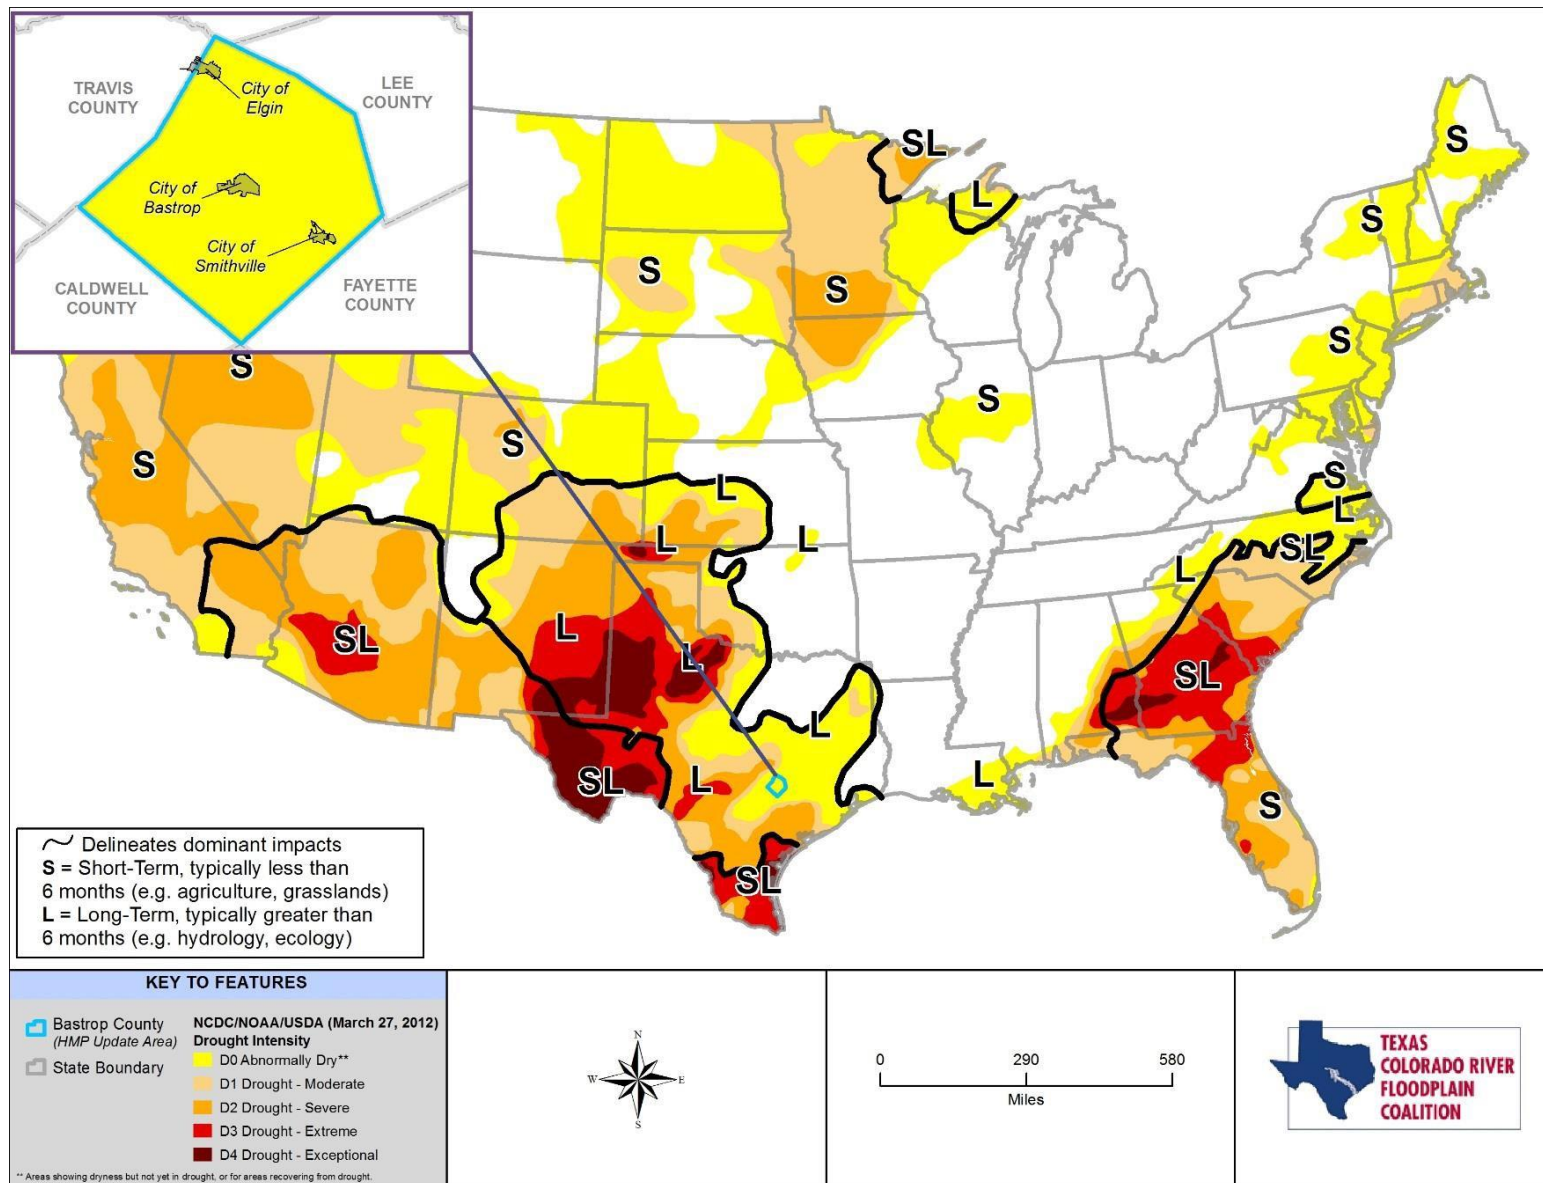 TRAVIS
COUNTY
LEE
COUNTY
City of
Elgin
City of
Bastrop
City of
Smithville
CALDWELL
COUNTY
FAYETTE
COUNTY
SL
L
S
S
S
S
S
S
S
S
S
S
L
S
L
L
L
SL
L
SL
L
L
SL
L
L
L
SL
S
SL
Delineates dominant impacts
S = Short-Term, typically less than
6 months (e.g. agriculture, grasslands)
L = Long-Term, typically greater than
6 months (e.g. hydrology, ecology)
KEY TO FEATURES
Bastrop County
(HMP Update Area)
State Boundary
NCDC/NOAA/USDA (March 27, 2012)
Drought Intensity
D0 Abnormally Dry**
D1 Drought - Moderate
D2 Drought - Severe
D3 Drought - Extreme
D4 Drought - Exceptional
** Areas showing dryness but not yet in drought, or for areas recovering from drought.
N
W
E
S
0 290 580
Miles
TEXAS
COLORADO RIVER
FLOODPLAIN
COALITION